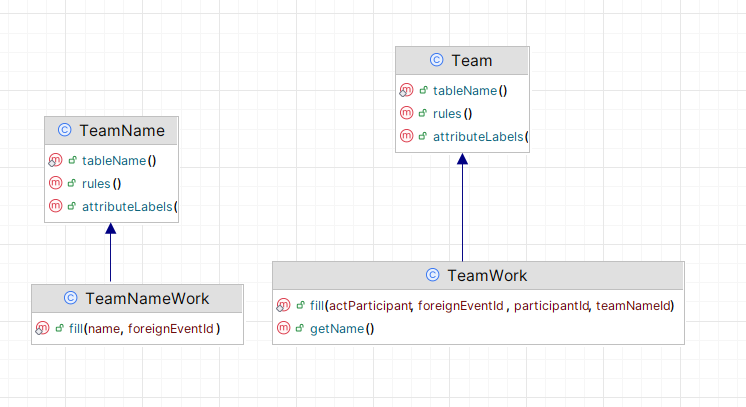 Team
tableName()
rules()
attributeLabels(
TeamName
tableName()
rules()
attributeLabels(
TeamWork
fill(actParticipant, foreignEventId , participantId, teamNameId)
getName()
TeamNameWork
fill(name, foreignEventId )